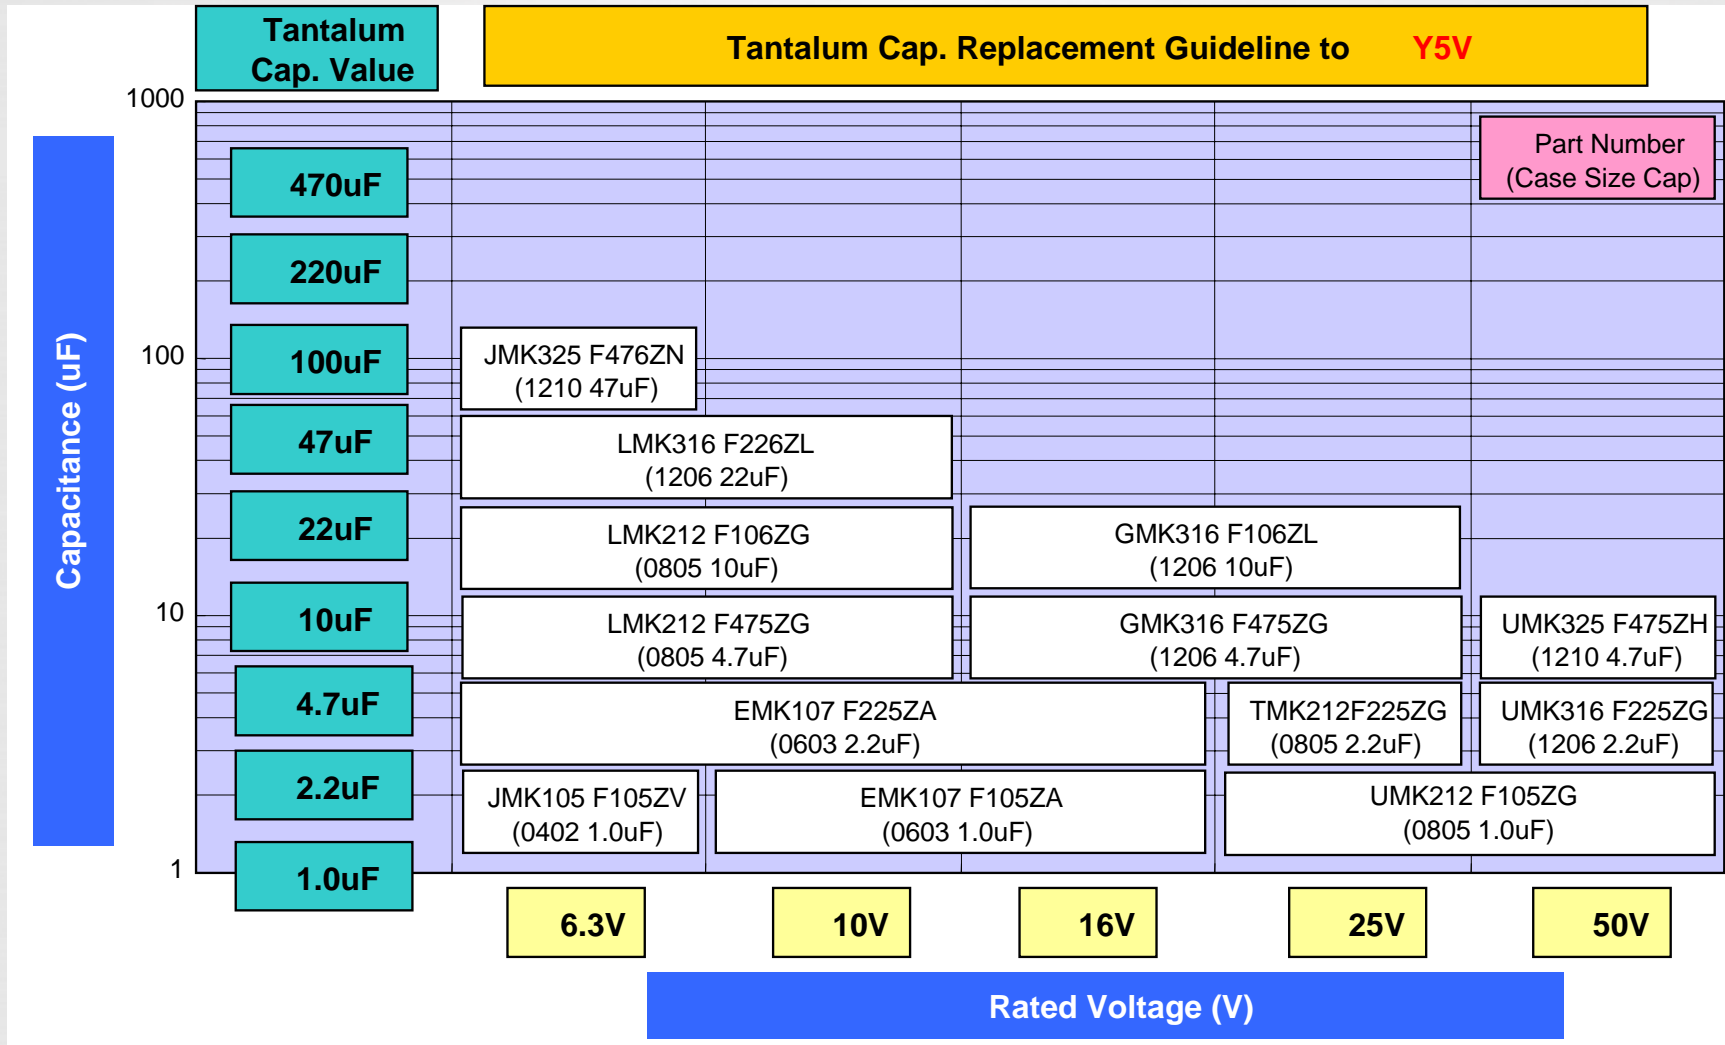 Tantalum
Cap. Value
Tantalum Cap. Replacement Guideline to Y5V
Capacitance (uF)
1000
100
10
1
470uF
220uF
100uF
47uF
22uF
10uF
4.7uF
2.2uF
1.0uF
Part Number
(Case Size Cap)
JMK325 F476ZN
(1210 47uF)
LMK316 F226ZL
(1206 22uF)
LMK212 F106ZG
(0805 10uF)
GMK316 F106ZL
(1206 10uF)
LMK212 F475ZG
(0805 4.7uF)
GMK316 F475ZG
(1206 4.7uF)
UMK325 F475ZH
(1210 4.7uF)
EMK107 F225ZA
(0603 2.2uF)
TMK212F225ZG
(0805 2.2uF)
UMK316 F225ZG
(1206 2.2uF)
JMK105 F105ZV
(0402 1.0uF)
EMK107 F105ZA
(0603 1.0uF)
UMK212 F105ZG
(0805 1.0uF)
6.3V
10V
16V
25V
50V
Rated Voltage (V)